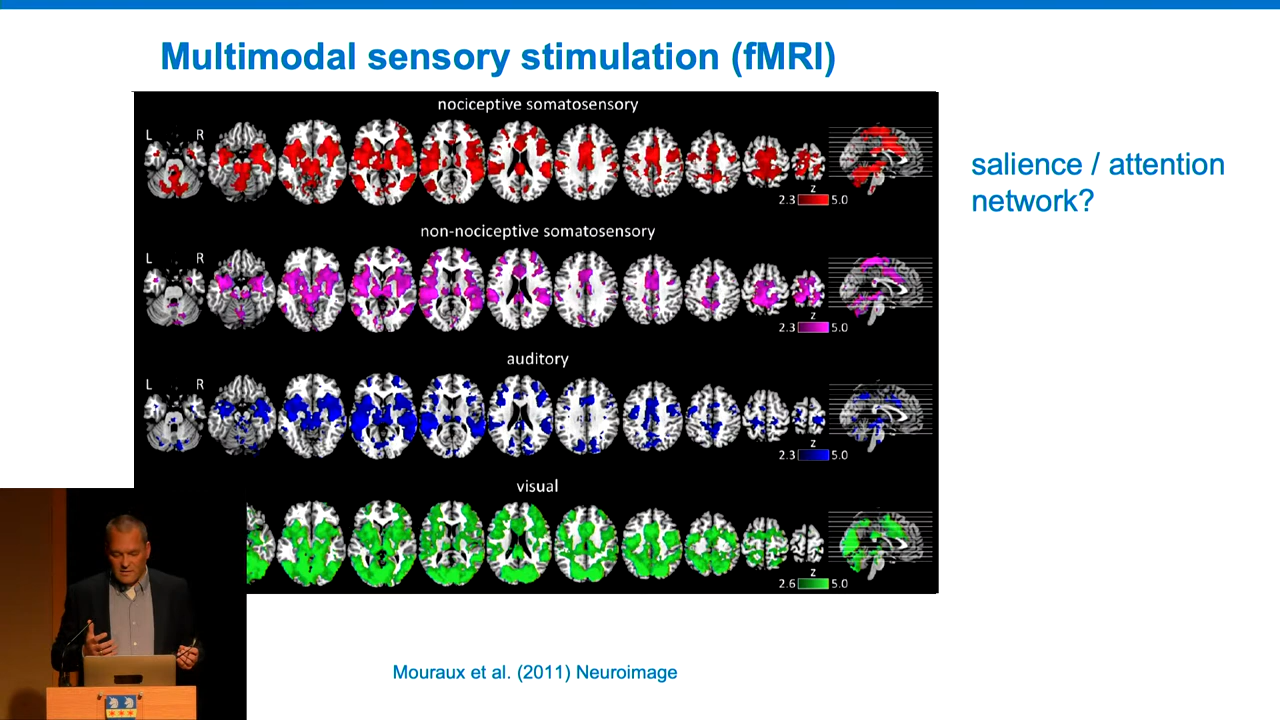 Multimodal sensory stimulation (fMRI)
nociceptive somatosensory
L R
z
2.3 5.0
salience / attention
network?
non-nociceptive somatosensory
L R
z
2.3 5.0
auditory
L R
z
2.3 5.0
visual
z
2.6 5.0
Mouraux et al. (2011) Neuroimage